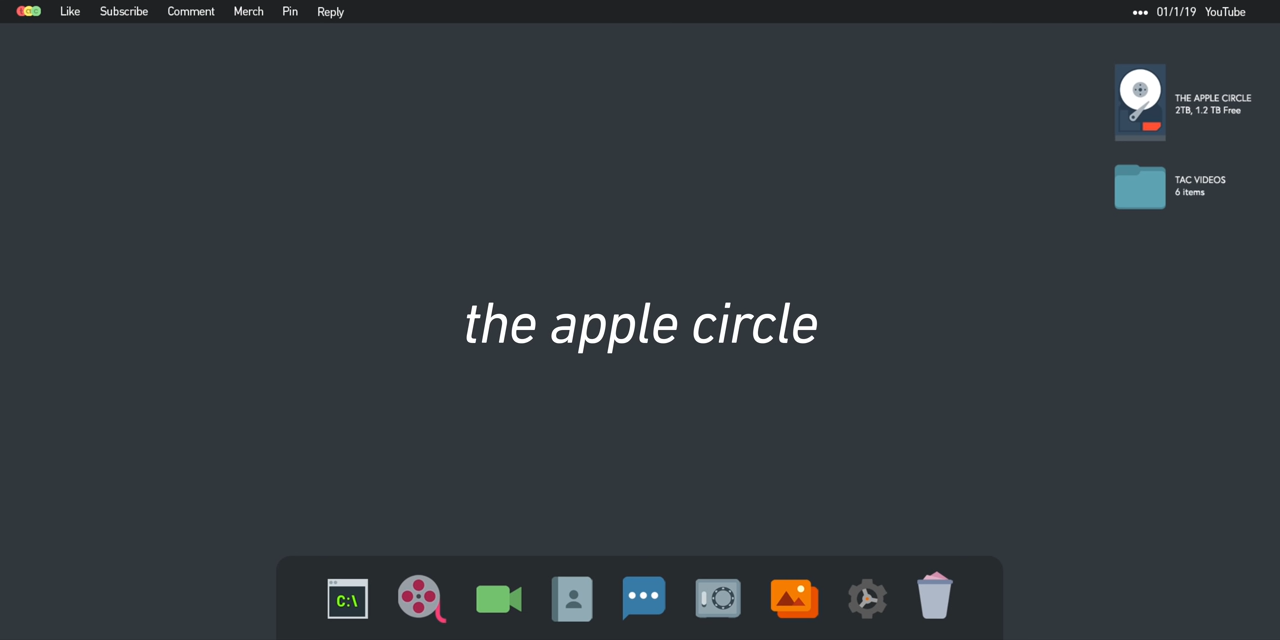 tac Like Subscribe Comment Merch Pin Reply ••• 01/1/19 YouTube
THE APPLE CIRCLE
2TB, 1.2 TB Free
TAC VIDEOS
6 items
the apple circle
C:\